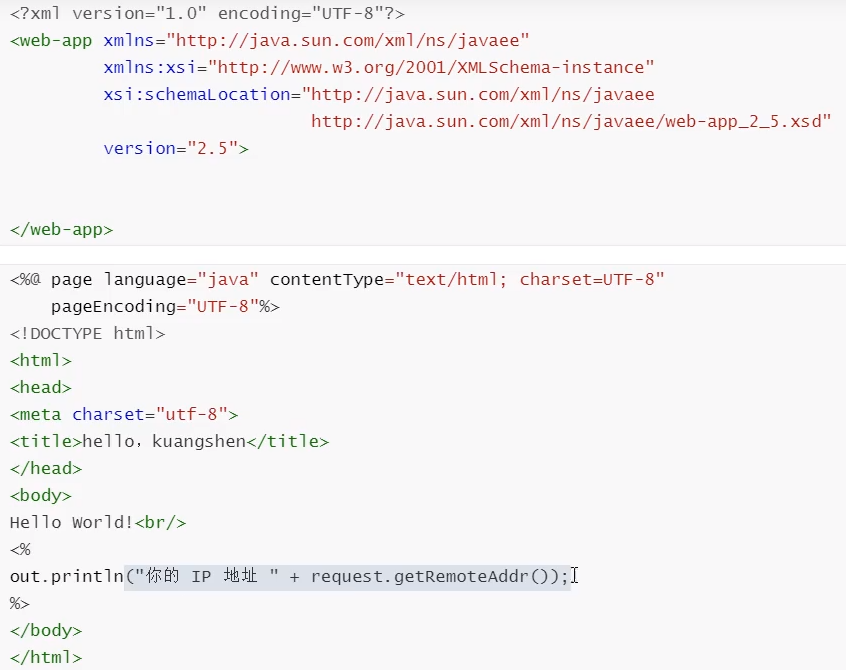 <?xml version="1.0" encoding="UTF-8"?>
<web-app xmlns="http://java.sun.com/xml/ns/javaee"
         xmlns:xsi="http://www.w3.org/2001/XMLSchema-instance"
         xsi:schemaLocation="http://java.sun.com/xml/ns/javaee
                             http://java.sun.com/xml/ns/javaee/web-app_2_5.xsd"
         version="2.5">
</web-app>
<%@ page language="java" contentType="text/html; charset=UTF-8"
    pageEncoding="UTF-8"%>
<!DOCTYPE html>
<html>
<head>
<meta charset="utf-8">
<title>hello，kuangshen</title>
</head>
<body>
Hello World!<br/>
<%
out.println("你的 IP 地址 " + request.getRemoteAddr());
%>
</body>
</html>